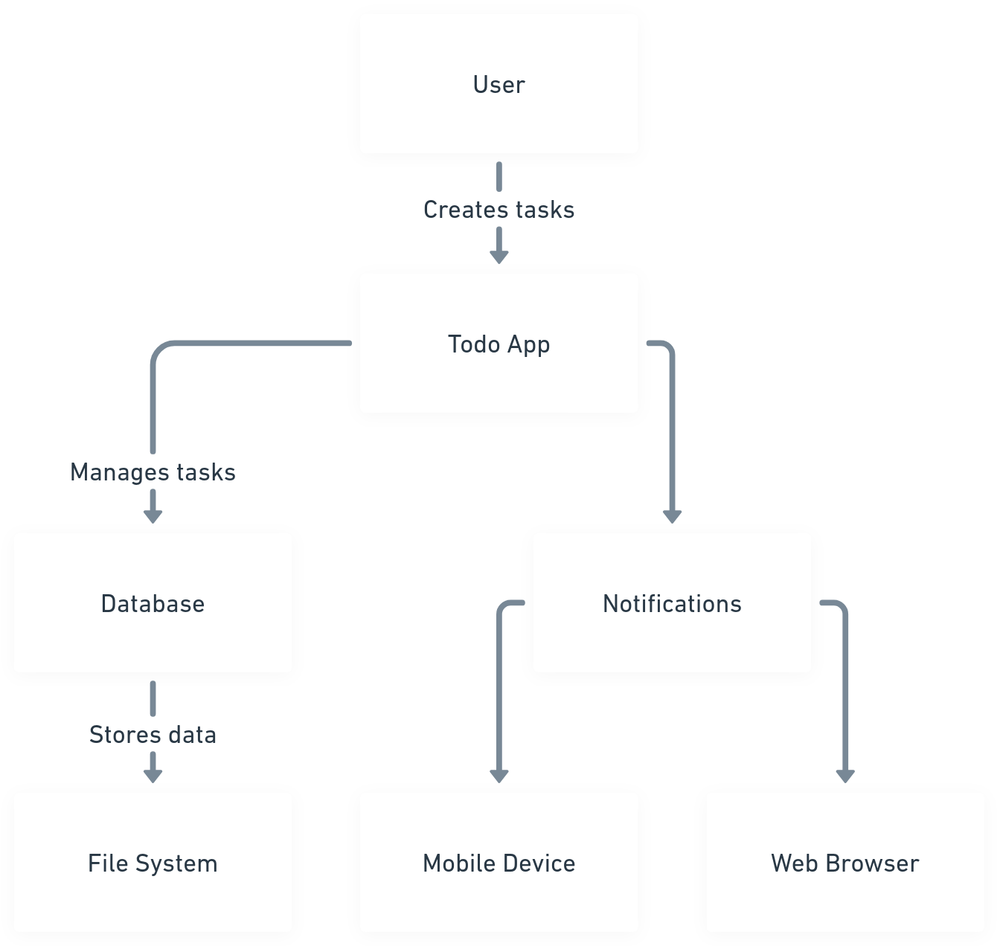 User
Creates tasks
Todo App
Manages tasks
Database
Notifications
Stores data
File System
Mobile Device
Web Browser